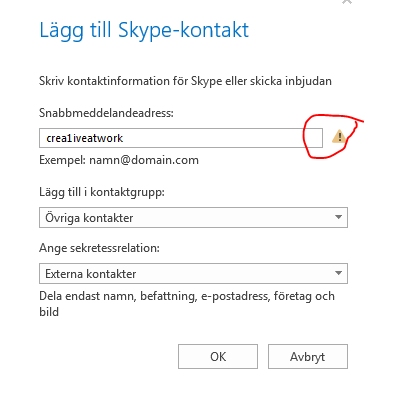 Lägg till Skype-kontakt
Skriv kontaktinformation för Skype eller skicka inbjudan
Snabbmeddelandeadress:
crea1iveatwork
Exempel: namn@domain.com
Lägg till i kontaktgrupp:
Övriga kontakter
Ange sekretessrelation:
Externa kontakter
Dela endast namn, befattning, e-postadress, företag och
bild
OK
Avbryt